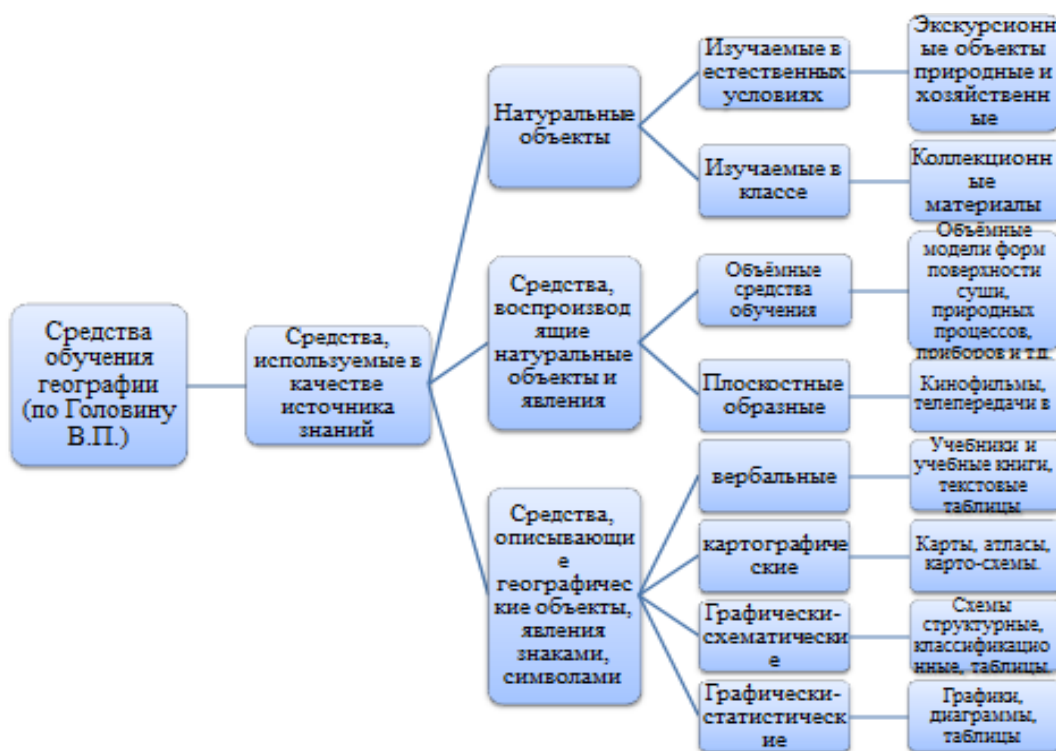 Средства
обучения
географии
(по Головину
В.П.)
Средства,
используемые в
качестве
источника
знаний
Натуральные
объекты
Изучаемые в
естественных
условиях
Экскурсионн
ые объекты
природные и
хозяйственн
ые
Изучаемые в
классе
Коллекционн
ые
материалы
Средства,
воспроизвод
ящие
натуральные
объекты и
явления
Объёмные
средства
обучения
Объёмные
модели форм
поверхности
суши,
природных
процессов,
приборов и т.д
Плоскостные
образные
Кинофильмы,
телепередачи в
Средства,
описывающи
е
географичес
кие объекты,
явления
знаками,
символами
вербальные
Учебники и
учебные книги,
текстовые
таблицы
картографиче
ские
Карты, атласы,
карто-схемы.
Графически-
схематически
е
Схемы
структурные,
классификацио
нные, таблицы.
Графически-
статистическ
ие
Графики,
диаграммы,
таблицы